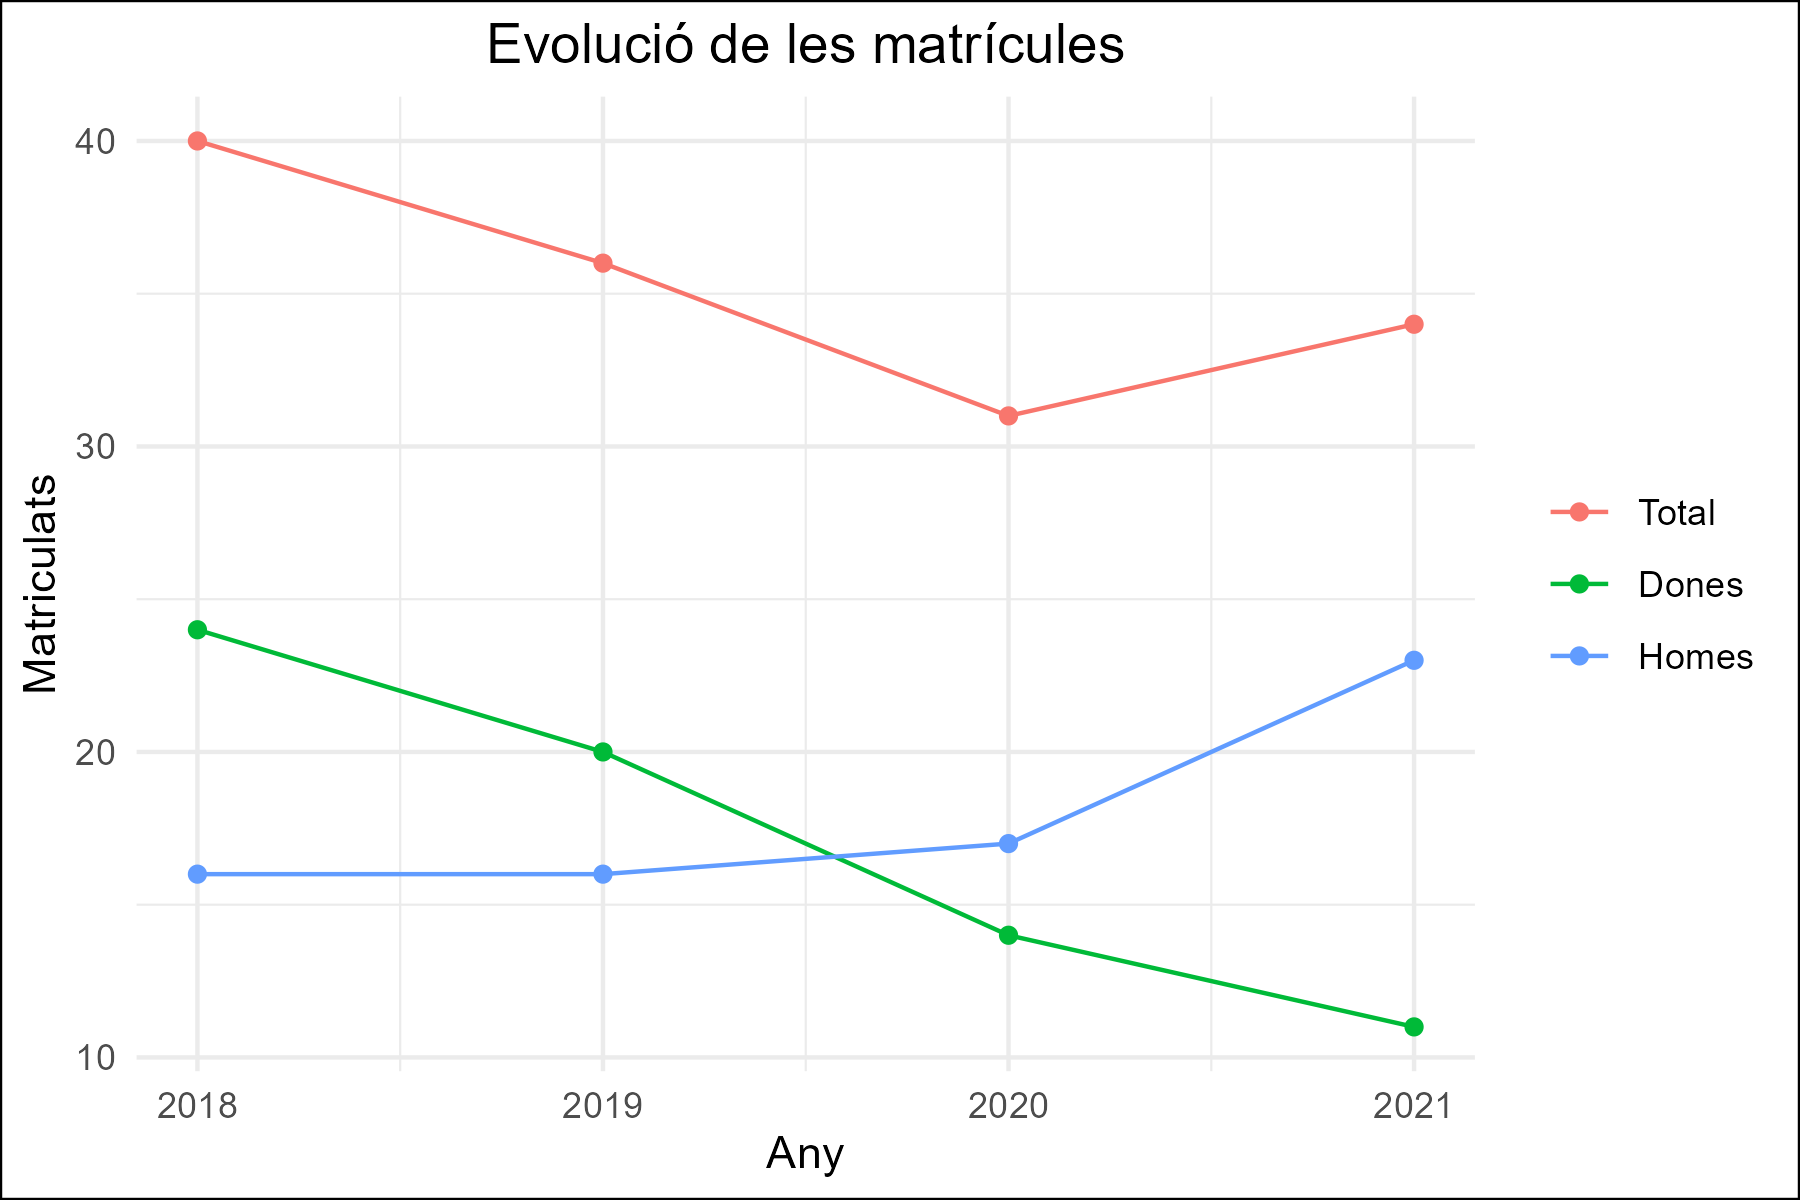 Evolució de les matrícules
Matriculats
40
30
20
10
2018
2019
2020
2021
Any
Total
Dones
Homes